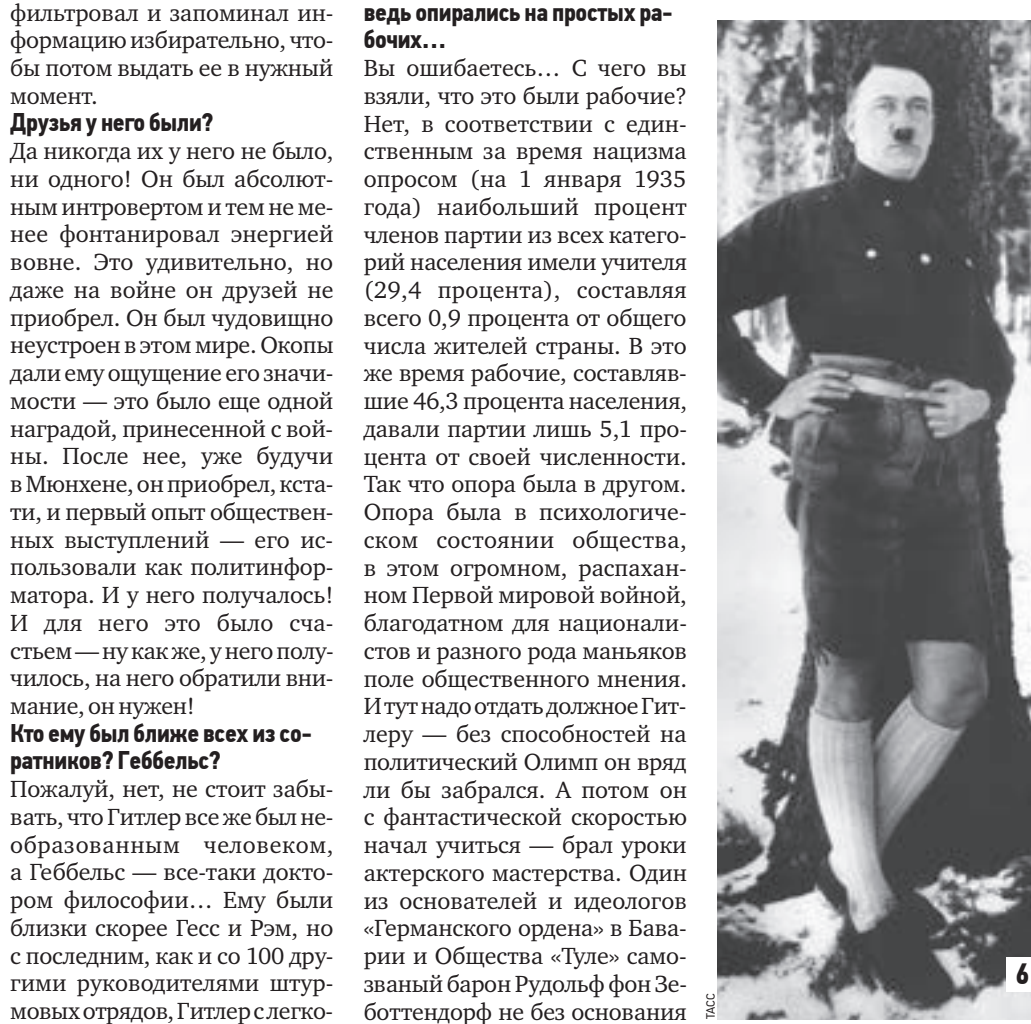 фильтровал и запоминал ин-
формацию избирательно, что-
бы потом выдать ее в нужный
момент.
Друзья у него были?
Да никогда их у него не было,
ни одного! Он был абсолют-
ным интровертом и тем не ме-
нее фонтанировал энергией
вовне. Это удивительно, но
даже на войне он друзей не
приобрел. Он был чудовищно
неустроен в этом мире. Окопы
дали ему ощущение его значи-
мости — это было еще одной
наградой, принесенной с вой-
ны. После нее, уже будучи
в Мюнхене, он приобрел, кста-
ти, и первый опыт обществен-
ных выступлений — его ис-
пользовали как политинфор-
матора. И у него получалось!
И для него это было сча-
стьем — ну как же, у него полу-
чилось, на него обратили вни-
мание, он нужен!
Кто ему был ближе всех из со-
ратников? Геббельс?
Пожалуй, нет, не стоит забы-
вать, что Гитлер все же был не-
образованным человеком,
а Геббельс — все-таки докто-
ром философии... Ему были
близки скорее Гесс и Рэм, но
с последним, как и со 100 дру-
гими руководителями штур-
мовых отрядов, Гитлер с легко-
ведь опирались на простых ра-
бочих...
Вы ошибаетесь... С чего вы
взяли, что это были рабочие?
Нет, в соответствии с един-
ственным за время нацизма
опросом (на 1 января 1935
года) наибольший процент
членов партии из всех катего-
рий населения имели учителя
(29,4 процента), составляя
всего 0,9 процента от общего
числа жителей страны. В это
же время рабочие, составляв-
шие 46,3 процента населения,
давали партии лишь 5,1 про-
цента от своей численности.
Так что опора была в другом.
Опора была в психологиче-
ском состоянии общества,
в этом огромном, распахан-
ном Первой мировой войной,
благодатном для национали-
стов и разного рода маньяков
поле общественного мнения.
И тут надо отдать должное Гит-
леру — без способностей на
политический Олимп он вряд
ли бы забрался. А потом он
с фантастической скоростью
начал учиться — брал уроки
актерского мастерства. Один
из основателей и идеологов
«Германского ордена» в Бава-
рии и Общества «Туле» само-
званый барон Рудольф фон Зе-
боттендорф не без основания
ТАСС
6